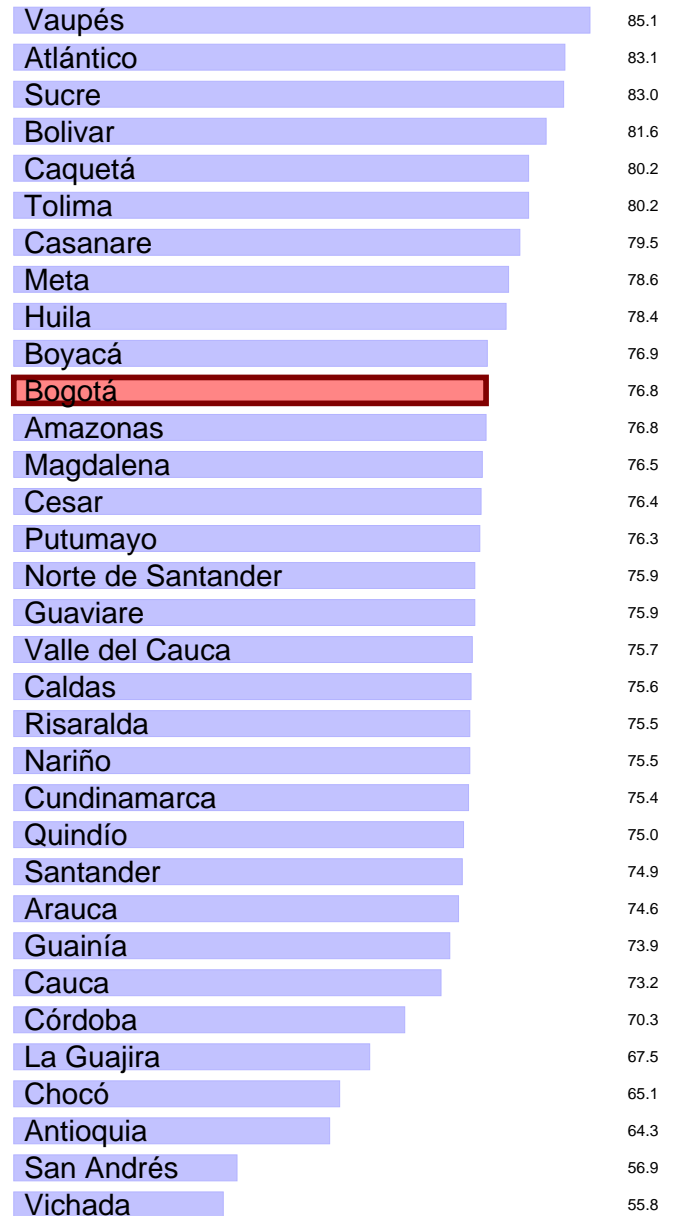 Vaupés 85.1
Atlántico 83.1
Sucre 83.0
Bolivar 81.6
Caquetá 80.2
Tolima 80.2
Casanare 79.5
Meta 78.6
Huila 78.4
Boyacá 76.9
Bogotá 76.8
Amazonas 76.8
Magdalena 76.5
Cesar 76.4
Putumayo 76.3
Norte de Santander 75.9
Guaviare 75.9
Valle del Cauca 75.7
Caldas 75.6
Risaralda 75.5
Nariño 75.5
Cundinamarca 75.4
Quindío 75.0
Santander 74.9
Arauca 74.6
Guainía 73.9
Cauca 73.2
Córdoba 70.3
La Guajira 67.5
Chocó 65.1
Antioquia 64.3
San Andrés 56.9
Vichada 55.8